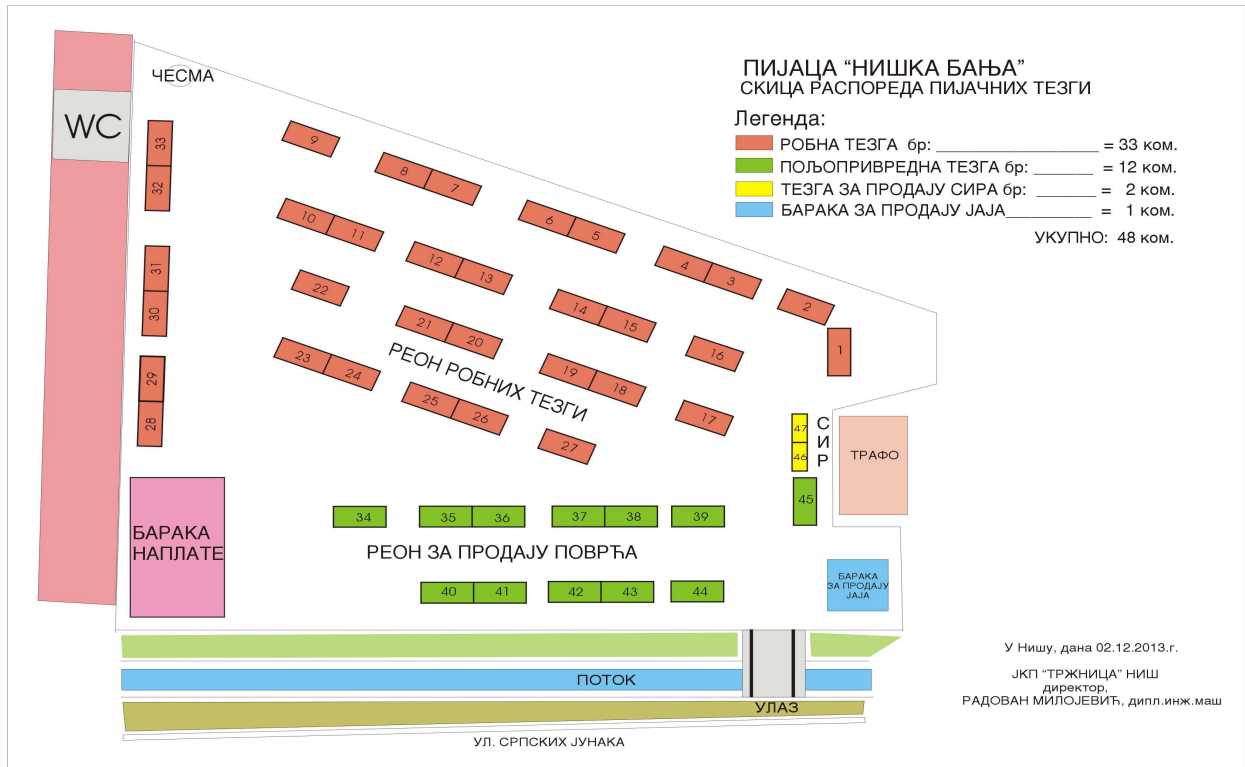 ПИЈАЦА “НИШКА БАЊА”
СКИЦА РАСПОРЕДА ПИЈАЧНИХ ТЕЗГИ
Легенда:
РОБНА ТЕЗГА бр: ____________________ = 33 ком.
ПОЉОПРИВРЕДНА ТЕЗГА бр: _______ = 12 ком.
ТЕЗГА ЗА ПРОДАЈУ СИРА бр: _______ = 2 ком.
БАРАКА ЗА ПРОДАЈУ ЈАЈА__________ = 1 ком.
УКУПНО: 48 ком.
ЧЕСМА
WC
33
32
31
30
29
28
9
8 7
6 5
4 3
2
1
10 11
12 13
14 15
16
22
21 20
19 18
17
РЕОН РОБНИХ ТЕЗГИ
23 24
25 26
27
47
46
СИР
45
ТРАФО
34
35 36
37 38
39
БАРАКА
НАПЛАТЕ
РЕОН ЗА ПРОДАЈУ ПОВРЋА
40 41
42 43
44
БАРАКА
ЗА ПРОДАЈУ
ЈАЈА
ПОТОК
УЛАЗ
УЛ. СРПСКИХ ЈУНАКА
У Нишу, дана 02.12.2013.г.
ЈКП “ТРЖНИЦА” НИШ
директор,
РАДОВАН МИЛОЈЕВИЋ, дипл.инж.маш